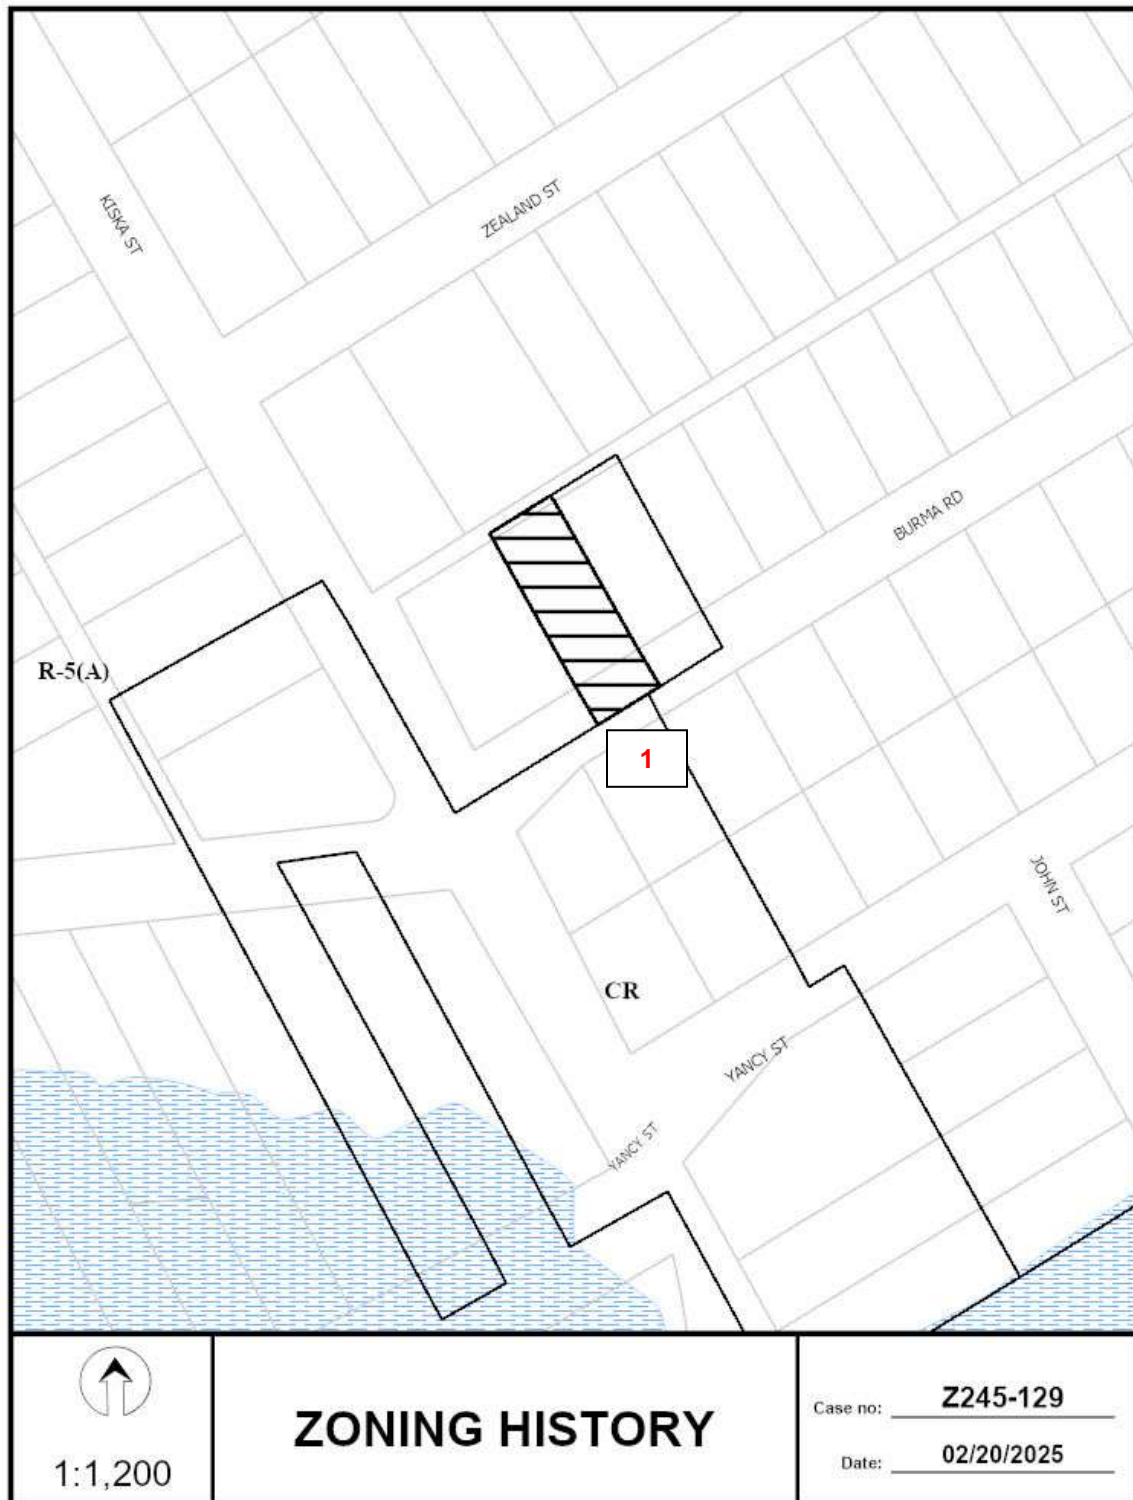 ZEALAND ST
KISKA ST
BURMA RD
R-5(A)
1
JOHN ST
CR
YANCY ST
YANCY ST
1:1,200
ZONING HISTORY
Case no: Z245-129
Date: 02/20/2025